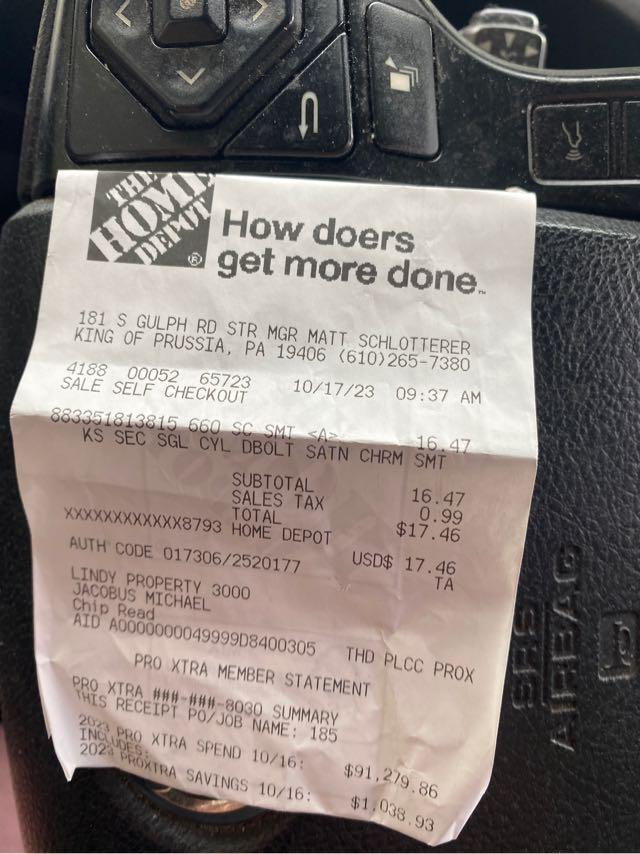 THE
HOME
DEPOT
®
How doers
get more done™
181 S GULPH RD STR MGR MATT SCHLOTTERER
KING OF PRUSSIA, PA 19406 (610)265-7380
4188 00052 65723 10/17/23 09:37 AM
SALE SELF CHECKOUT
883351813815 660 SC SMT <A> 16.47
KS SEC SGL CYL DBOLT SATN CHRM SMT
SUBTOTAL 16.47
SALES TAX 0.99
TOTAL $17.46
XXXXXXXXXXXX8793 HOME DEPOT
USD$ 17.46
AUTH CODE 017306/2520177 TA
LINDY PROPERTY 3000
JACOBUS MICHAEL
Chip Read
AID A0000000049999D8400305 THD PLCC PROX
PRO XTRA MEMBER STATEMENT
PRO XTRA ###-###-8030 SUMMARY
THIS RECEIPT PO/JOB NAME: 185
2023 PRO XTRA SPEND 10/16: $91,279.86
INCLUDES:
2023 PROXTRA SAVINGS 10/16: $1,038.93
SRS
AIRBAG